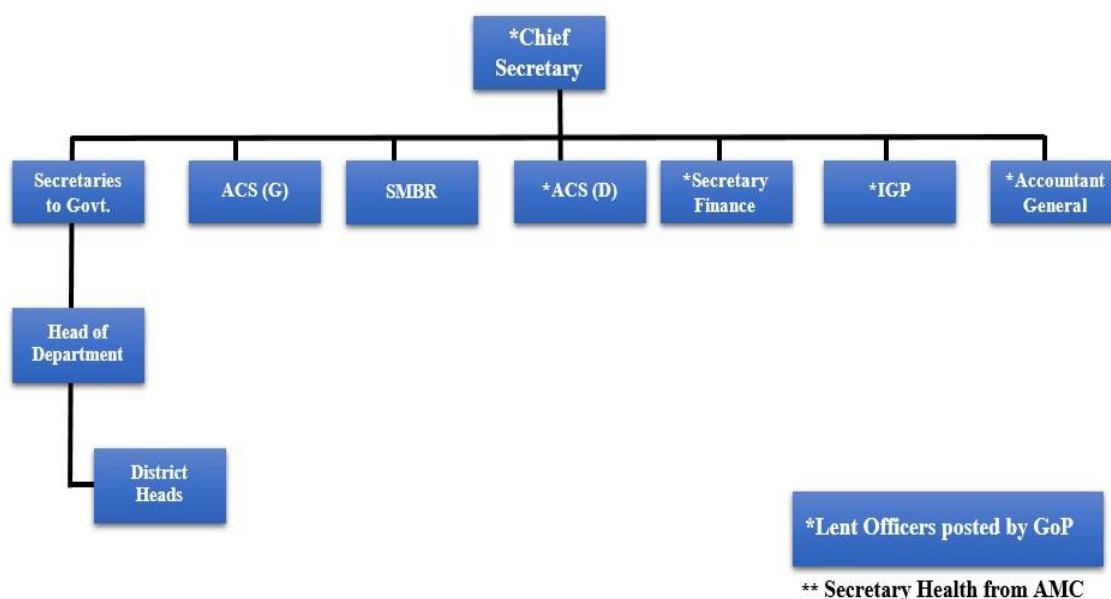 *Chief
Secretary
Secretaries
to Govt.
ACS (G)
SMBR
*ACS (D)
*Secretary
Finance
*IGP
*Accountant
General
Head of
Department
District
Heads
*Lent Officers posted by GoP
** Secretary Health from AMC